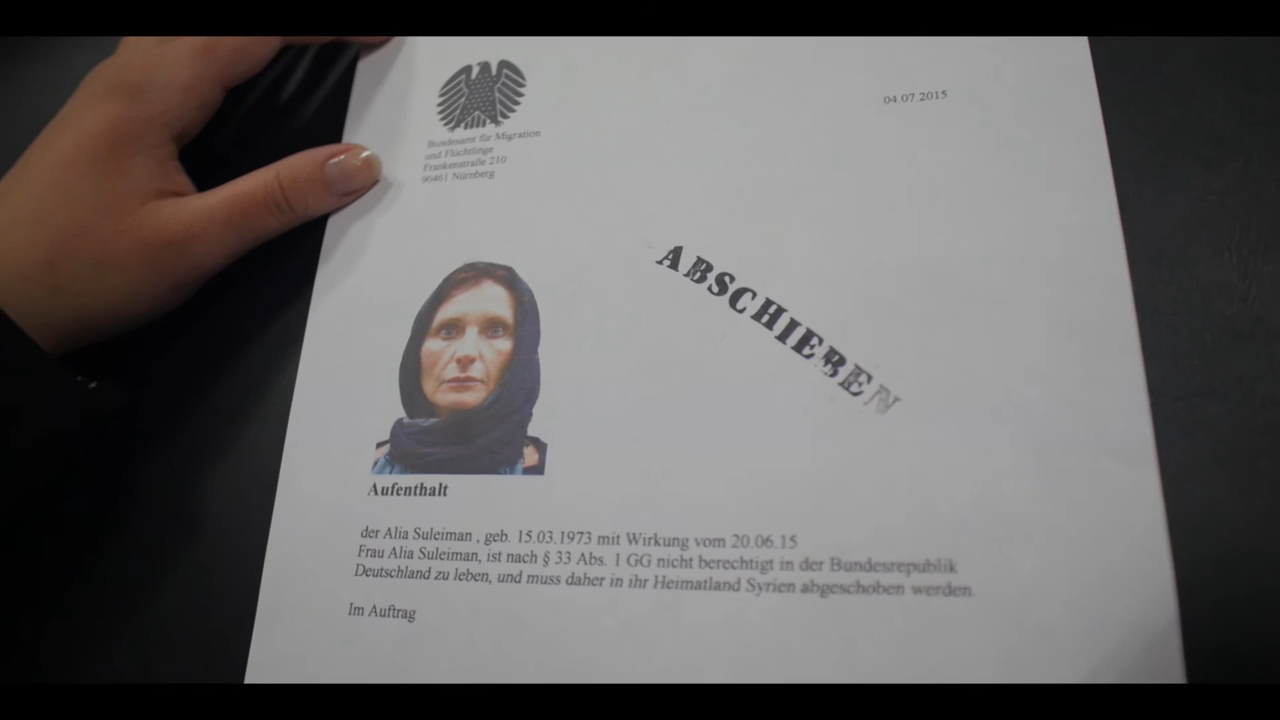 04.07.2015
Bundesamt für Migration
und Flüchtlinge
Frankenstraße 210
90461 Nürnberg
ABSCHIEBEN
Aufenthalt
der Alia Suleiman , geb. 15.03.1973 mit Wirkung vom 20.06.15
Frau Alia Suleiman, ist nach § 33 Abs. 1 GG nicht berechtigt in der Bundesrepublik
Deutschland zu leben, und muss daher in ihr Heimatland Syrien abgeschoben werden.
Im Auftrag